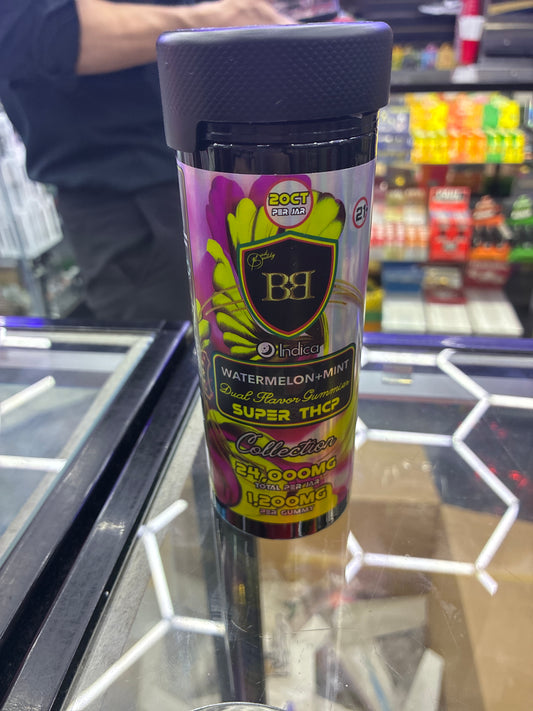 20CT
PER JAR
21+
BB
Indica
WATERMELON+MINT
Dual Flavor Gummies
SUPER THCP
Collection
24,000MG
TOTAL PER JAR
1,200MG
PER GUMMY